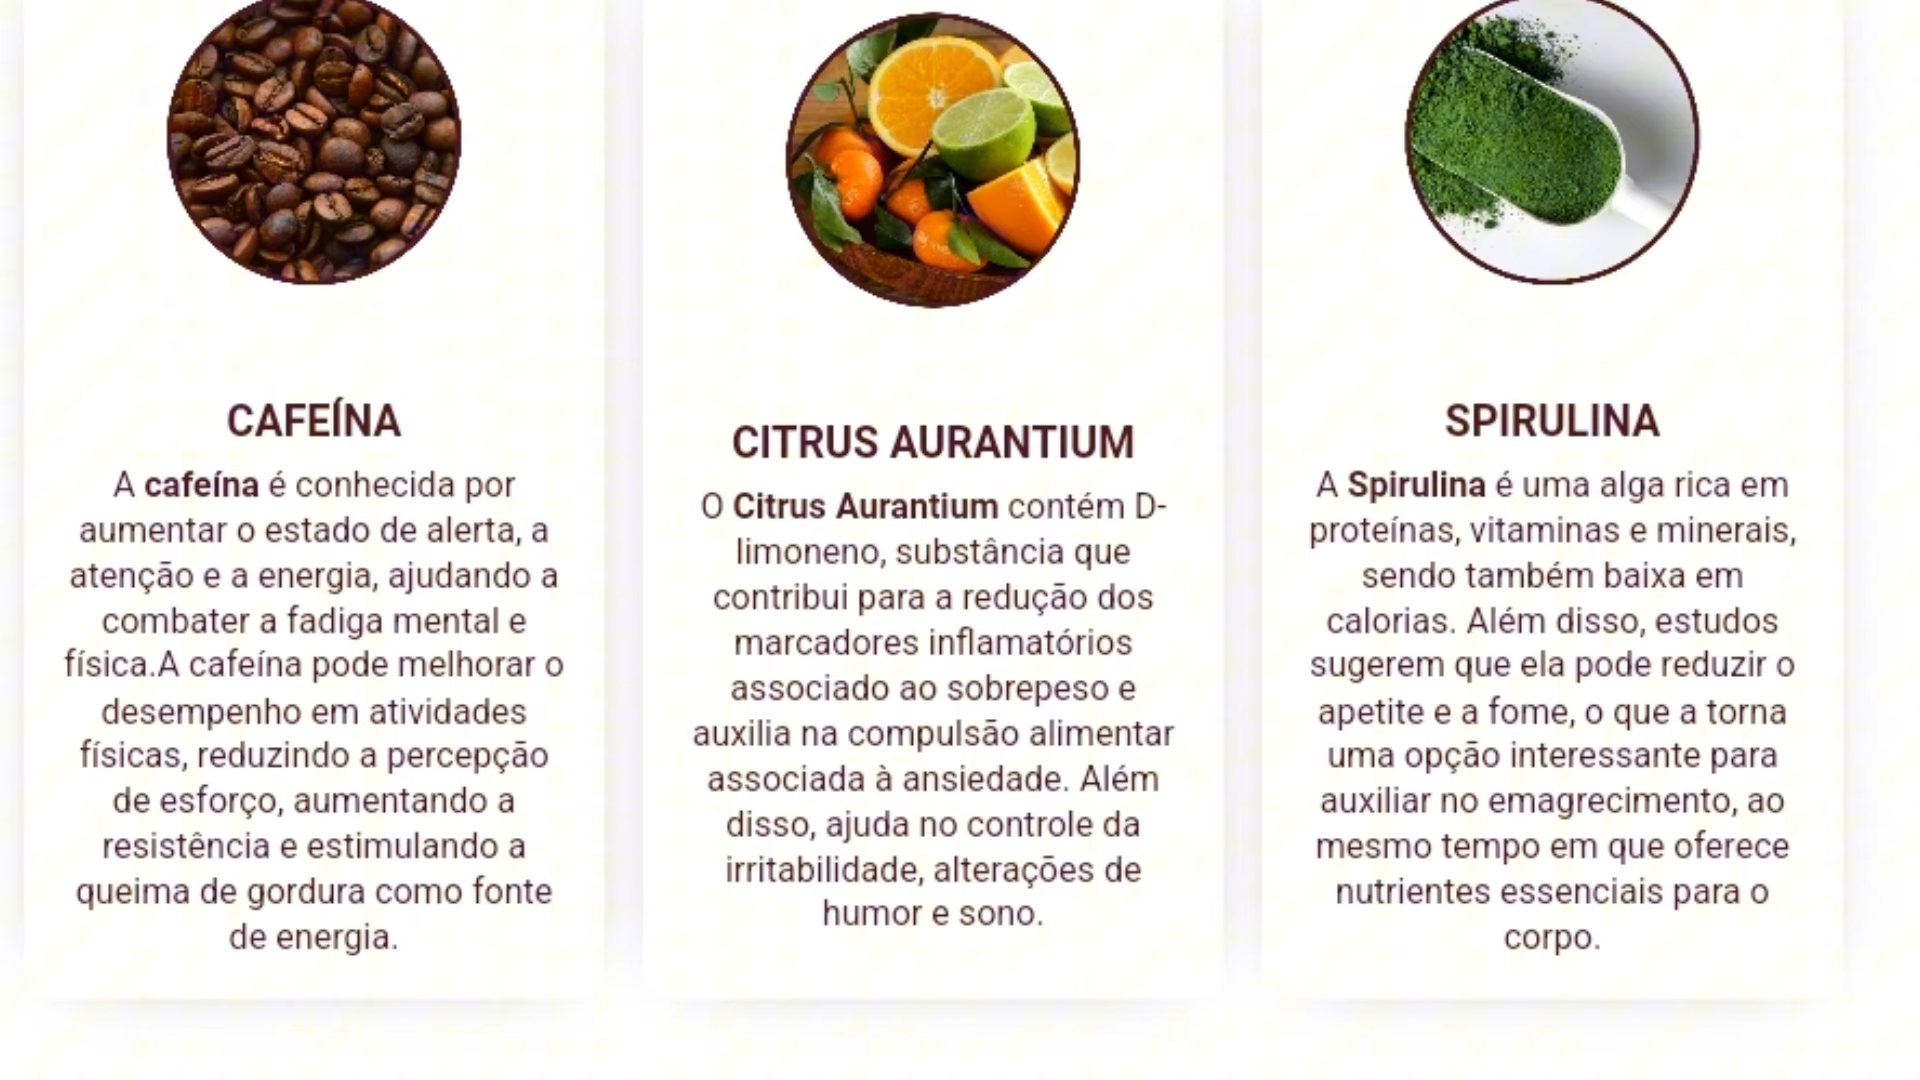 CAFEÍNA
A cafeína é conhecida por
aumentar o estado de alerta, a
atenção e a energia, ajudando a
combater a fadiga mental e
física.A cafeína pode melhorar o
desempenho em atividades
físicas, reduzindo a percepção
de esforço, aumentando a
resistência e estimulando a
queima de gordura como fonte
de energia.
CITRUS AURANTIUM
O Citrus Aurantium contém D-
limoneno, substância que
contribui para a redução dos
marcadores inflamatórios
associado ao sobrepeso e
auxilia na compulsão alimentar
associada à ansiedade. Além
disso, ajuda no controle da
irritabilidade, alterações de
humor e sono.
SPIRULINA
A Spirulina é uma alga rica em
proteínas, vitaminas e minerais,
sendo também baixa em
calorias. Além disso, estudos
sugerem que ela pode reduzir o
apetite e a fome, o que a torna
uma opção interessante para
auxiliar no emagrecimento, ao
mesmo tempo em que oferece
nutrientes essenciais para o
corpo.